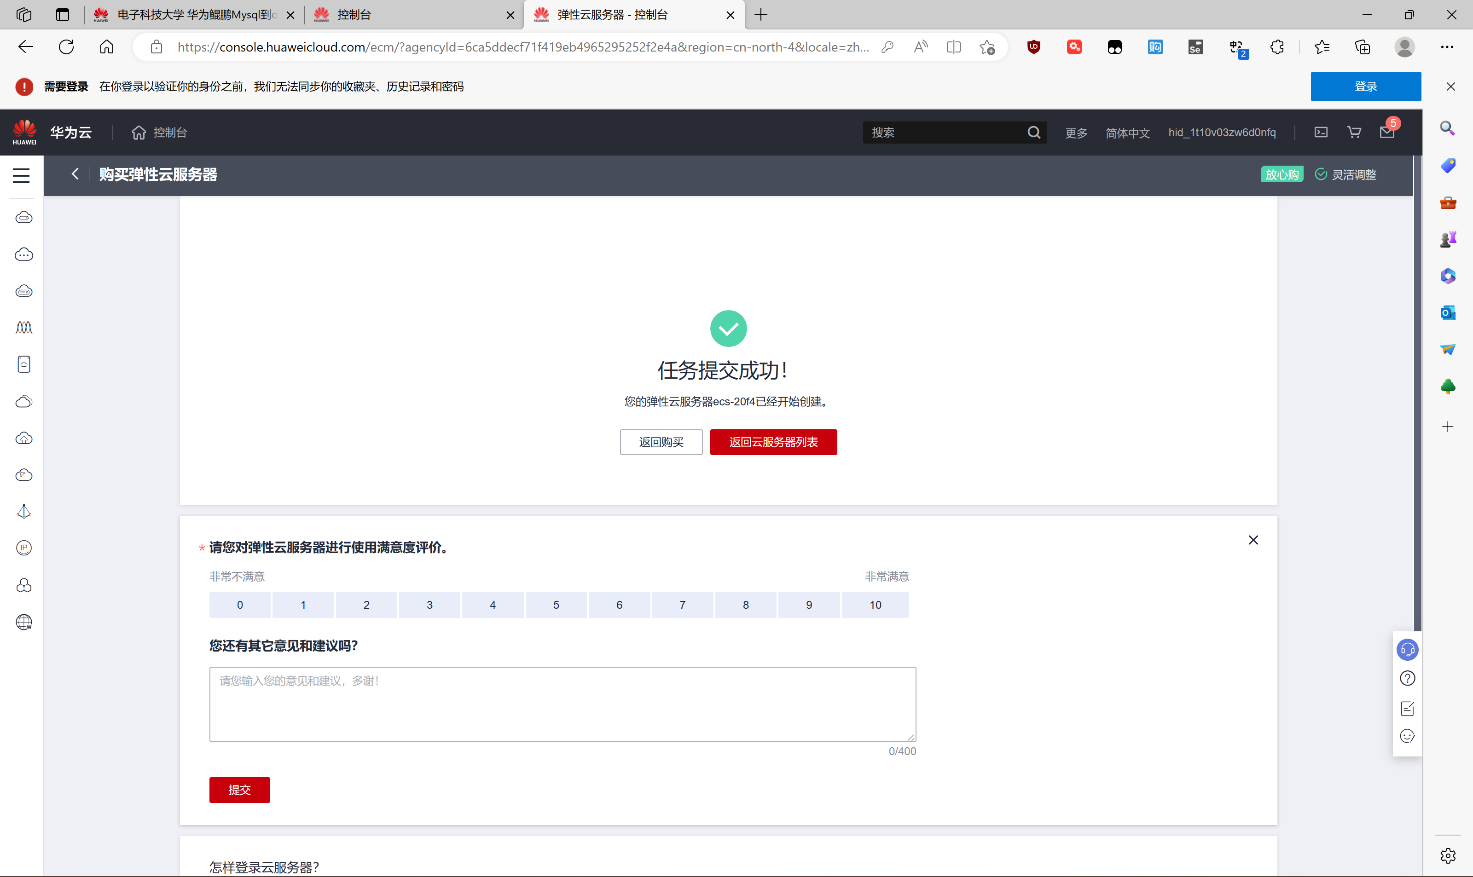 电子科技大学 华为鲲鹏Mysql到o
控制台
弹性云服务器 - 控制台
https://console.huaweicloud.com/ecm/?agencyId=6ca5ddecf71f419eb4965295252f2e4a&region=cn-north-4&locale=zh...
2
需要登录 在你登录以验证你的身份之前，我们无法同步你的收藏夹、历史记录和密码
登录
HUAWEI
华为云
控制台
搜索
更多
简体中文
hid_1t10v03zw6d0nfq
5
购买弹性云服务器
放心购
灵活调整
任务提交成功！
您的弹性云服务器ecs-20f4已经开始创建。
返回购买
返回云服务器列表
* 请您对弹性云服务器进行使用满意度评价。
非常不满意
非常满意
0 1 2 3 4 5 6 7 8 9 10
您还有其它意见和建议吗?
请您输入您的意见和建议，多谢！
0/400
提交
怎样登录云服务器?